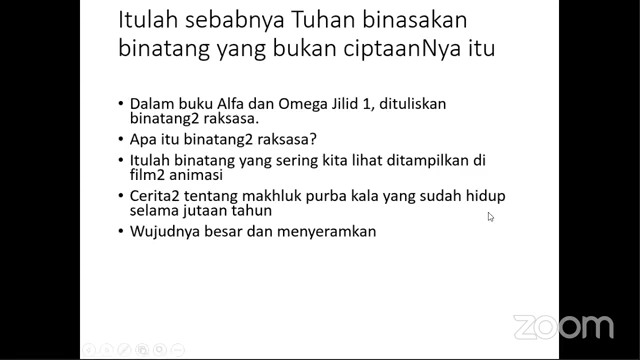 Itulah sebabnya Tuhan binasakan
binatang yang bukan ciptaanNya itu
• Dalam buku Alfa dan Omega Jilid 1, dituliskan
binatang2 raksasa.
• Apa itu binatang2 raksasa?
• Itulah binatang yang sering kita lihat ditampilkan di
film2 animasi
• Cerita2 tentang makhluk purba kala yang sudah hidup
selama jutaan tahun
• Wujudnya besar dan menyeramkan
zoom